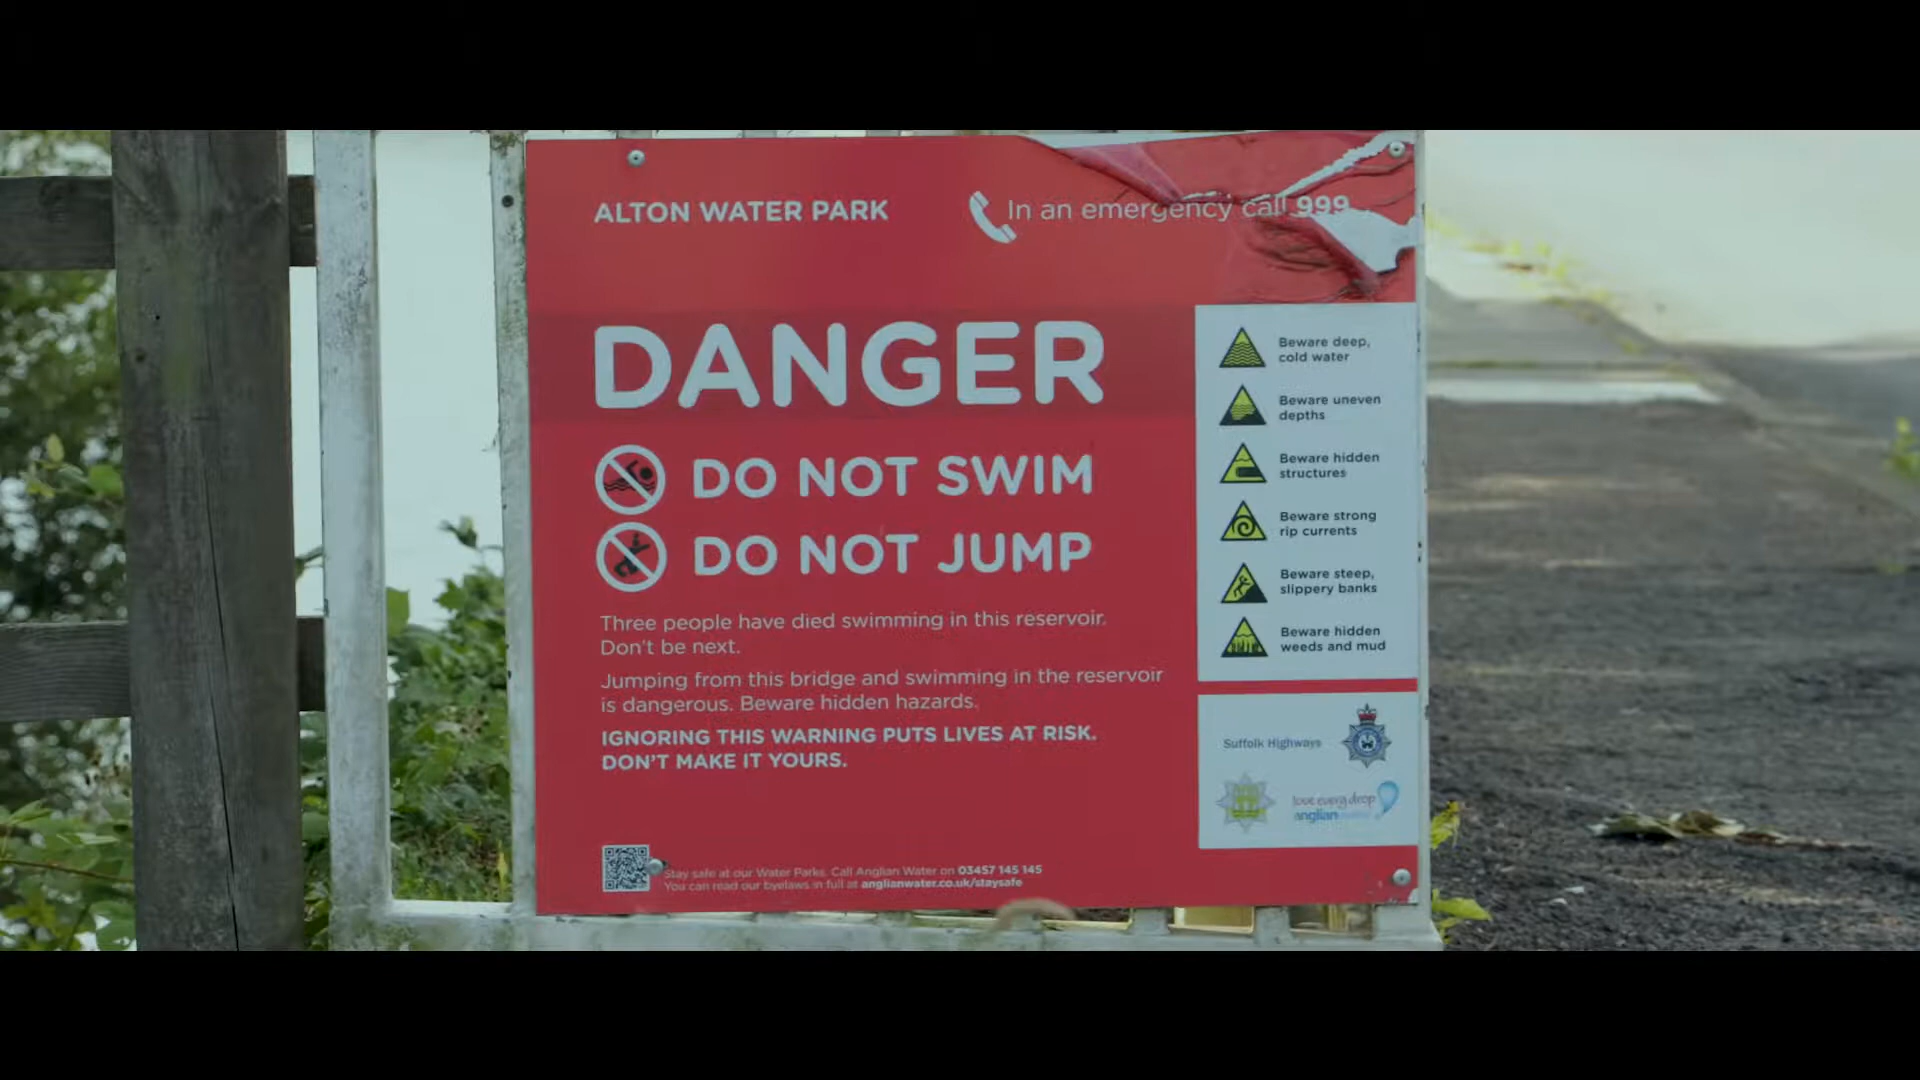 ALTON WATER PARK
In an emergency call 999
DANGER
DO NOT SWIM
DO NOT JUMP
Three people have died swimming in this reservoir.
Don't be next.
Jumping from this bridge and swimming in the reservoir
is dangerous. Beware hidden hazards.
IGNORING THIS WARNING PUTS LIVES AT RISK.
DON'T MAKE IT YOURS.
Stay safe at our Water Parks. Call Anglian Water on 03457 145 145
You can read our byelaws in full at anglianwater.co.uk/staysafe
Beware deep,
cold water
Beware uneven
depths
Beware hidden
structures
Beware strong
rip currents
Beware steep,
slippery banks
Beware hidden
weeds and mud
Suffolk Highways
love every drop
anglianwater